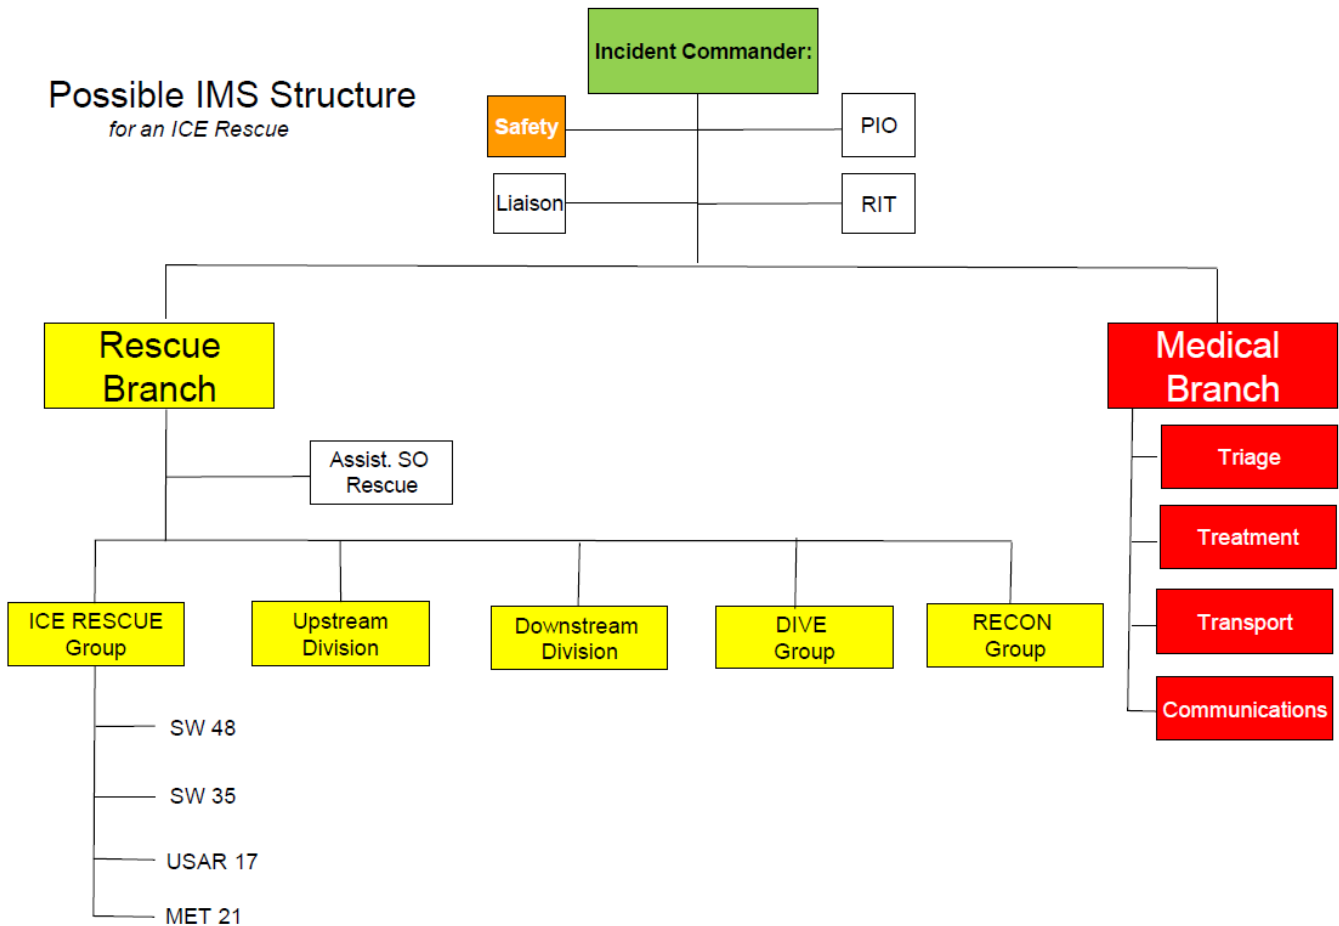 Incident Commander:
Possible IMS Structure
for an ICE Rescue
Safety
PIO
Liaison
RIT
Rescue
Branch
Medical
Branch
Assist. SO
Rescue
Triage
Treatment
Transport
Communications
ICE RESCUE
Group
Upstream
Division
Downstream
Division
DIVE
Group
RECON
Group
SW 48
SW 35
USAR 17
MET 21